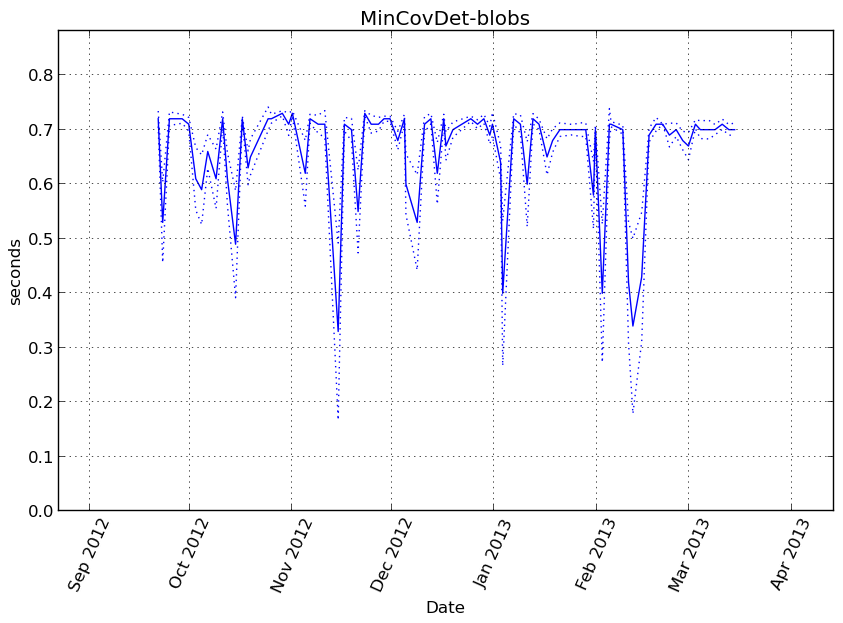 MinCovDet-blobs
0.8
0.7
0.6
0.5
0.4
0.3
0.2
0.1
0.0
seconds
Sep 2012
Oct 2012
Nov 2012
Dec 2012
Jan 2013
Feb 2013
Mar 2013
Apr 2013
Date